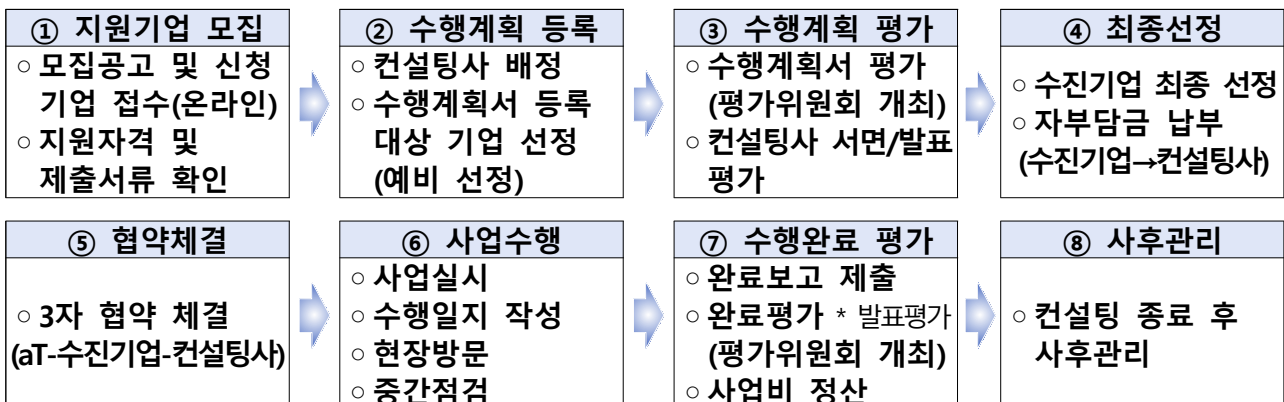 ① 지원기업 모집
○ 모집공고 및 신청
기업 접수(온라인)
○ 지원자격 및
제출서류 확인
② 수행계획 등록
○ 컨설팅사 배정
○ 수행계획서 등록
대상 기업 선정
(예비 선정)
③ 수행계획 평가
○ 수행계획서 평가
(평가위원회 개최)
○ 컨설팅사 서면/발표
평가
④ 최종선정
○ 수진기업 최종 선정
○ 자부담금 납부
(수진기업→컨설팅사)
⑤ 협약체결
○ 3자 협약 체결
(aT-수진기업-컨설팅사)
⑥ 사업수행
○ 사업실시
○ 수행일지 작성
○ 현장방문
○ 중간점검
⑦ 수행완료 평가
○ 완료보고 제출
○ 완료평가 * 발표평가
(평가위원회 개최)
○ 사업비 정산
⑧ 사후관리
○ 컨설팅 종료 후
사후관리